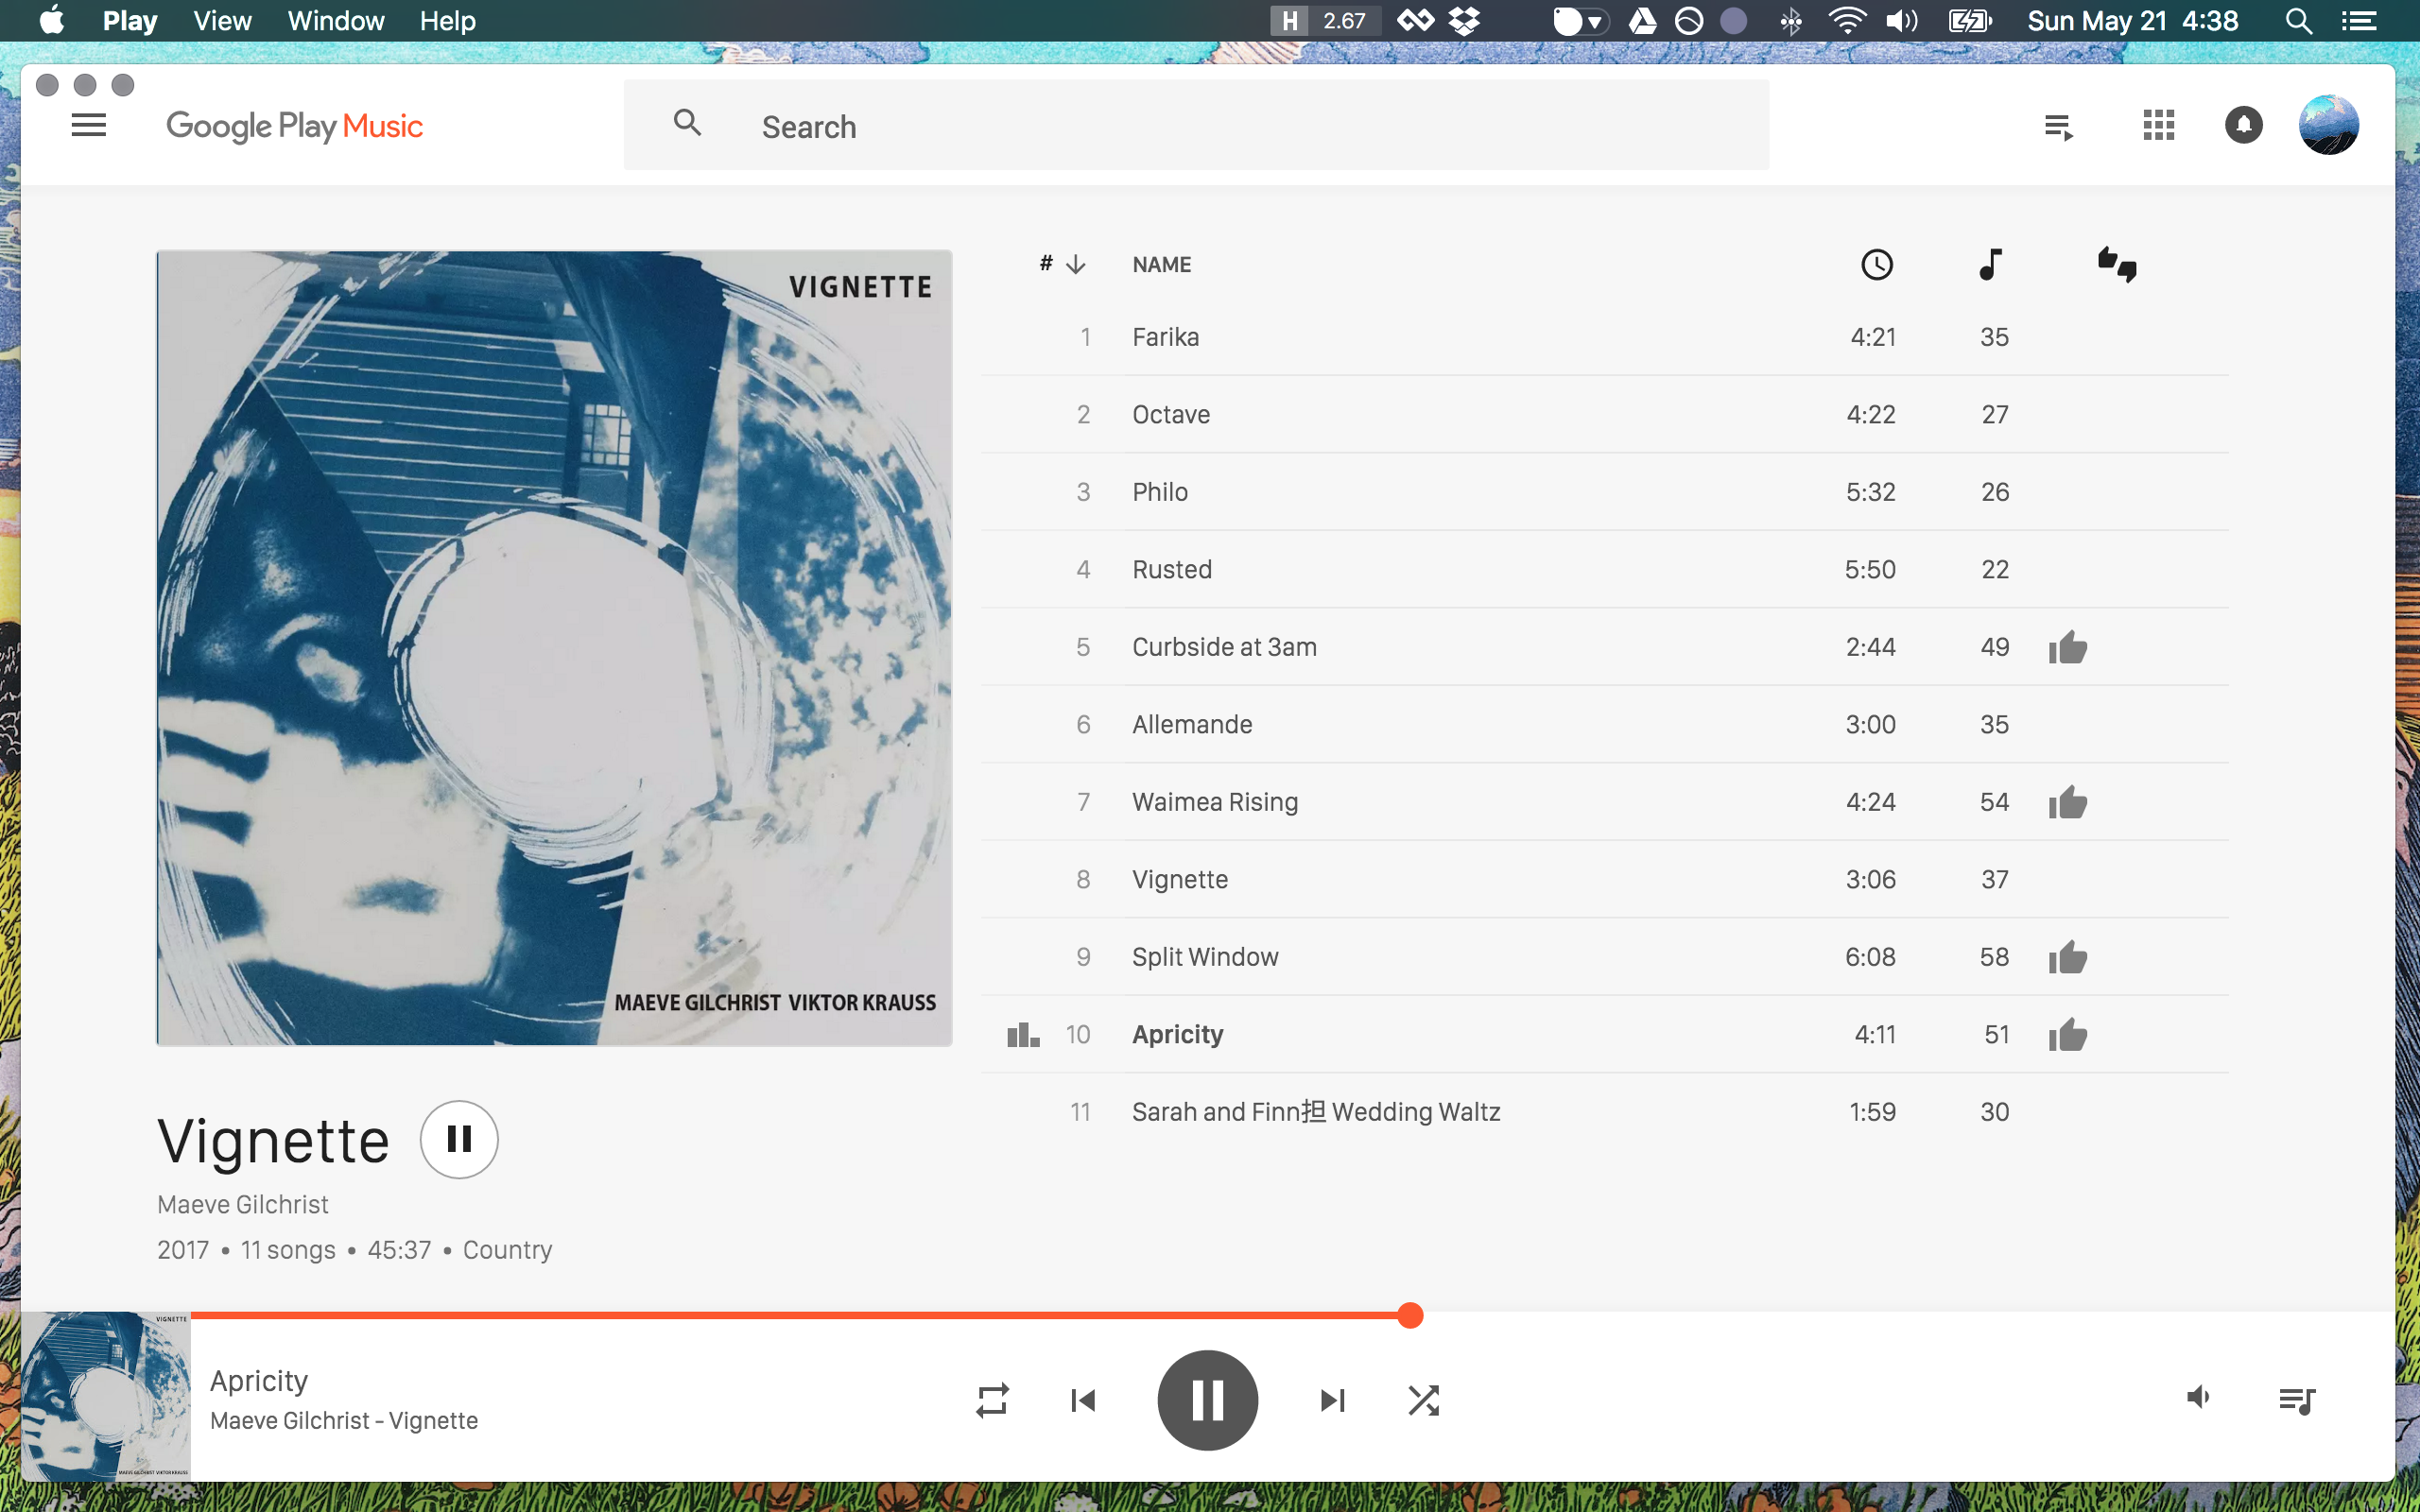 Play View Window Help H 2.67 Sun May 21 4:38
Google Play Music
Search
VIGNETTE
MAEVE GILCHRIST VIKTOR KRAUSS
Vignette
Maeve Gilchrist
2017 • 11 songs • 45:37 • Country
# NAME
1 Farika 4:21 35
2 Octave 4:22 27
3 Philo 5:32 26
4 Rusted 5:50 22
5 Curbside at 3am 2:44 49
6 Allemande 3:00 35
7 Waimea Rising 4:24 54
8 Vignette 3:06 37
9 Split Window 6:08 58
10 Apricity 4:11 51
11 Sarah and Finn担 Wedding Waltz 1:59 30
VIGNETTE
MAEVE GILCHRIST VIKTOR KRAUSS
Apricity
Maeve Gilchrist - Vignette